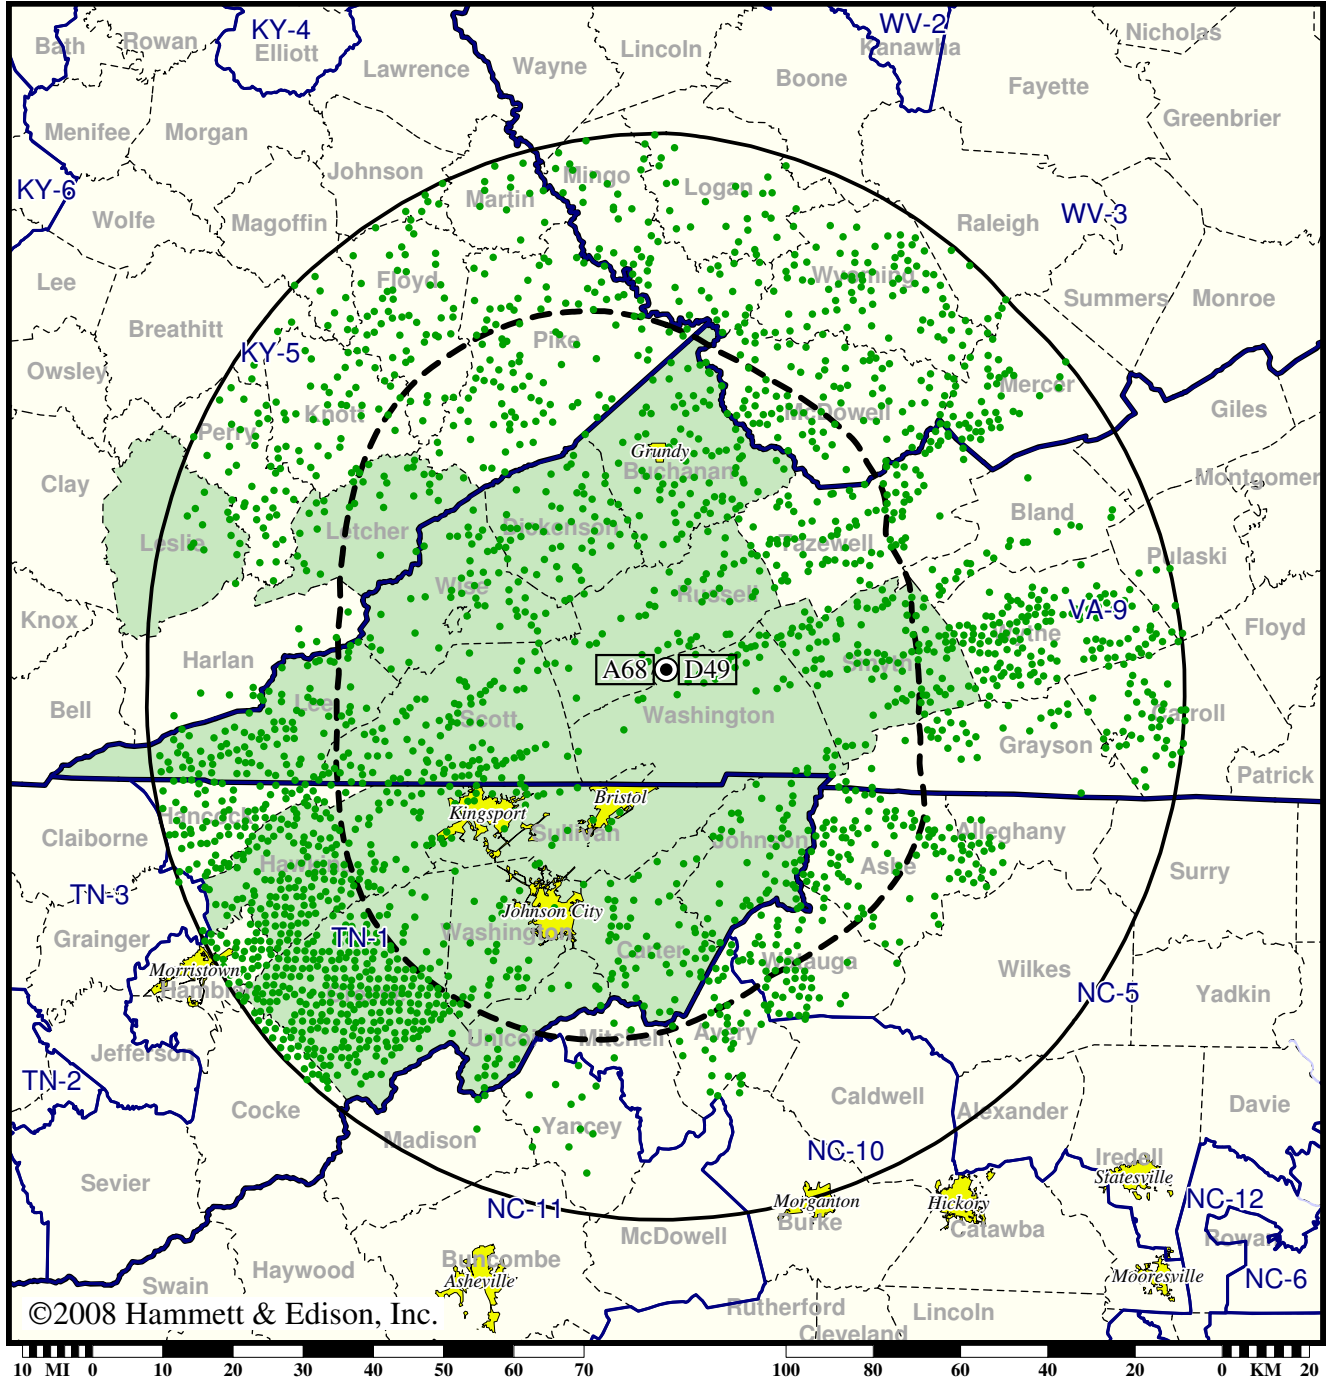 KY-4
WV-2
Bath
Rowan
Elliott
Lawrence
Wayne
Lincoln
Kanawha
Nicholas
Boone
Fayette
Greenbrier
Menifee
Morgan
Johnson
Mingo
Logan
KY-6
Martin
Wolfe
Magoffin
Raleigh
WV-3
Lee
Floyd
Wyoming
Summers
Monroe
Breathitt
KY-5
Pike
Owsley
Mercer
Knott
McDowell
Giles
Perry
Grundy
Buchanan
Clay
Montgomer
Leslie
Letcher
Dickenson
Tazewell
Bland
Pulaski
Wise
Russell
VA-9
Knox
Floyd
Harlan
Smyth
A68
D49
Bell
Lee
Scott
Washington
Carroll
Grayson
Patrick
Bristol
Kingsport
Hancock
Claiborne
Sullivan
Johnson
Alleghany
Hawkins
Ashe
Surry
TN-3
Johnson City
Grainger
TN-1
Washington
Carter
Watauga
Morristown
Hamblen
Wilkes
NC-5
Yadkin
Jefferson
Unicoi
Mitchell
Avery
TN-2
Cocke
Caldwell
Alexander
Davie
Madison
Yancey
NC-10
Iredell
Statesville
Sevier
NC-11
Morganton
Burke
Hickory
Catawba
NC-12
Rowan
McDowell
Buncombe
Asheville
Haywood
Swain
Mooresville
NC-6
Rutherford
Lincoln
Cleveland
©2008 Hammett & Edison, Inc.
10 MI 0 20 30 40 50 60 70 100 80 60 40 20 0 KM 20